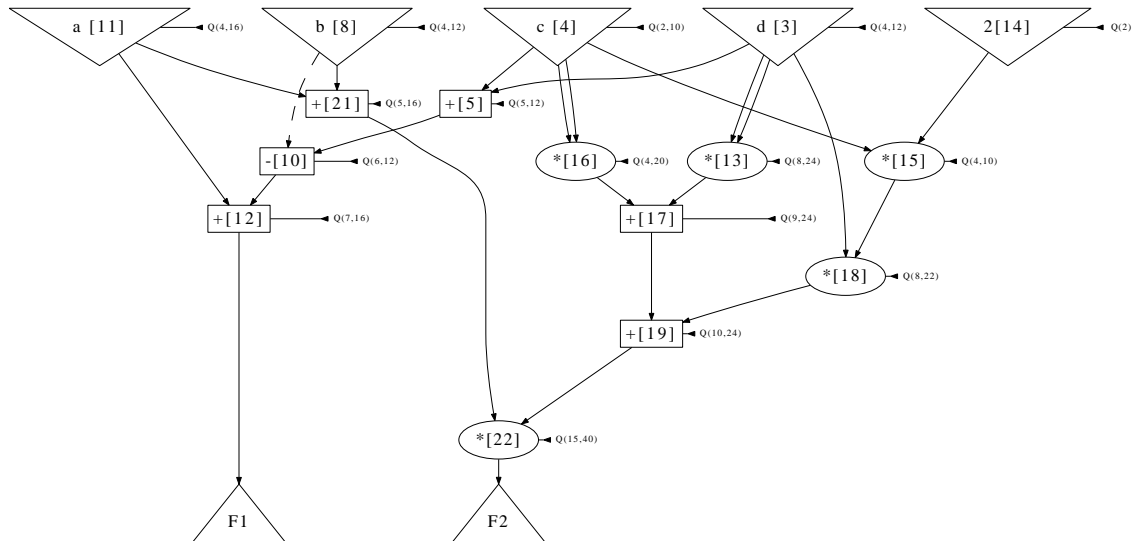 a [11]
Q(4,16)
b [8]
Q(4,12)
c [4]
Q(2,10)
d [3]
Q(4,12)
2[14]
Q(2)
+[21]
Q(5,16)
+[5]
Q(5,12)
-[10]
Q(6,12)
*[16]
Q(4,20)
*[13]
Q(8,24)
*[15]
Q(4,10)
+[12]
Q(7,16)
+[17]
Q(9,24)
*[18]
Q(8,22)
+[19]
Q(10,24)
*[22]
Q(15,40)
F1
F2